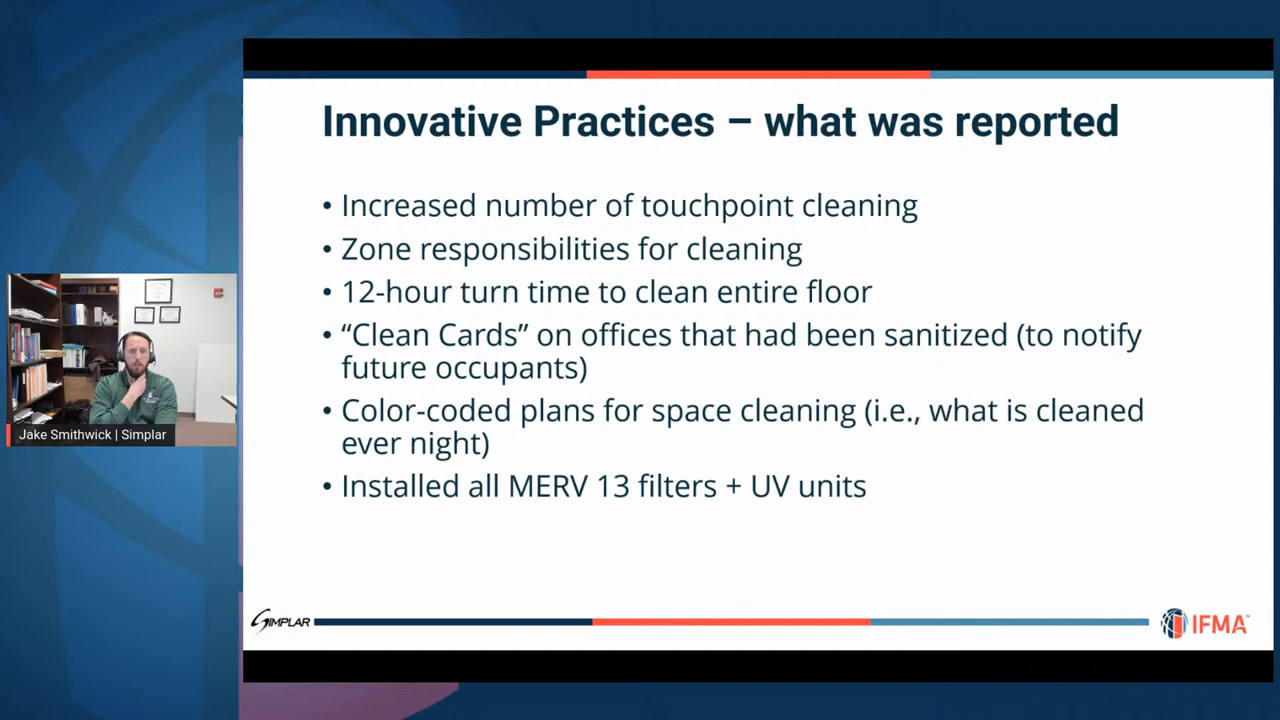 Innovative Practices – what was reported
• Increased number of touchpoint cleaning
• Zone responsibilities for cleaning
• 12-hour turn time to clean entire floor
• “Clean Cards” on offices that had been sanitized (to notify
future occupants)
• Color-coded plans for space cleaning (i.e., what is cleaned
ever night)
• Installed all MERV 13 filters + UV units
Jake Smithwick | Simplar
SIMPLAR
IFMA™